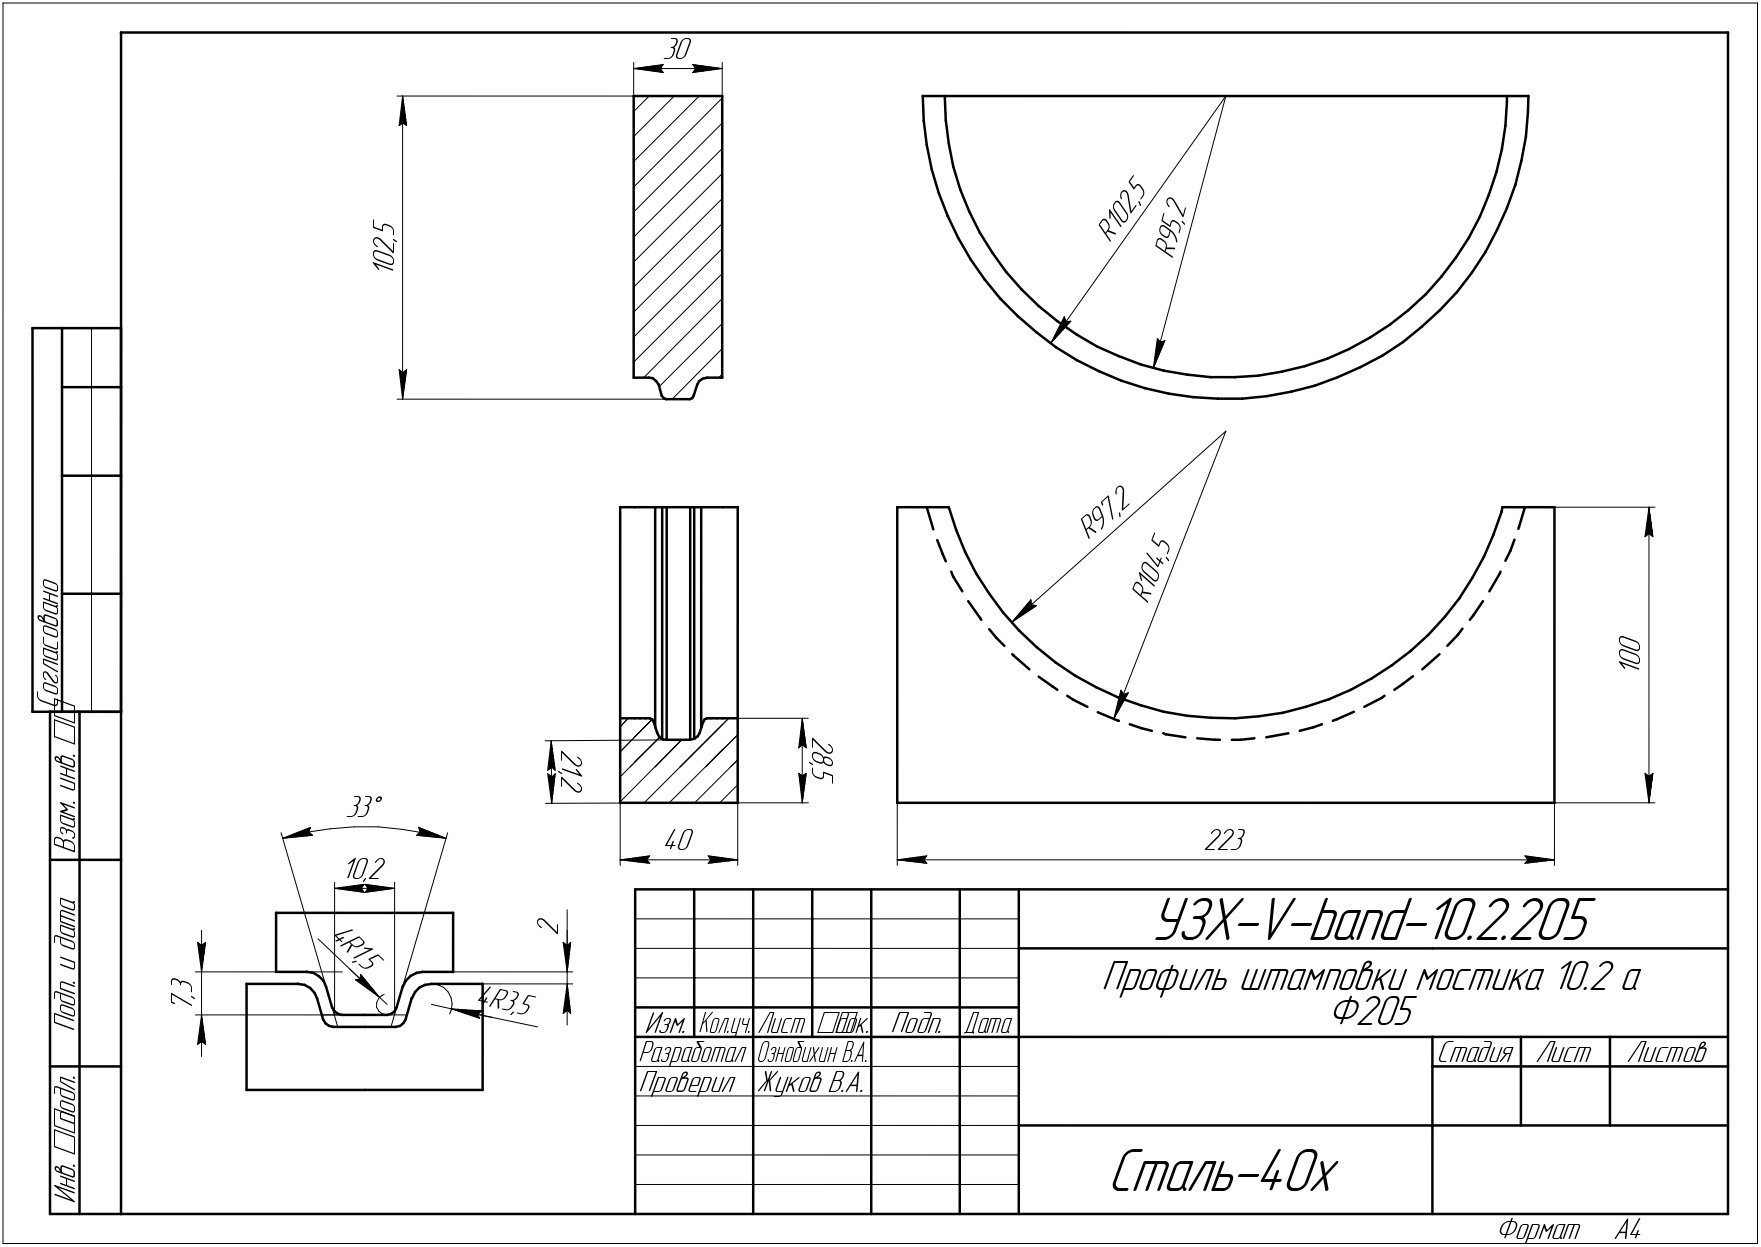 30
102,5
R102,5
R95,2
R97,2
R104,5
100
21,2
28,5
40
223
33°
10,2
4R1,5
2
7,3
4R3,5
Согласовано
Взам. инв.
Подп. и дата
Инв. подл.
УЗХ-V-band-10.2.205
Профиль штамповки мостика 10.2 а
Ф205
Изм. Кол.уч. Лист док. Подп. Дата
Разработал Ознобихин В.А.
Проверил Жуков В.А.
Стадия Лист Листов
Сталь-40х
Формат А4